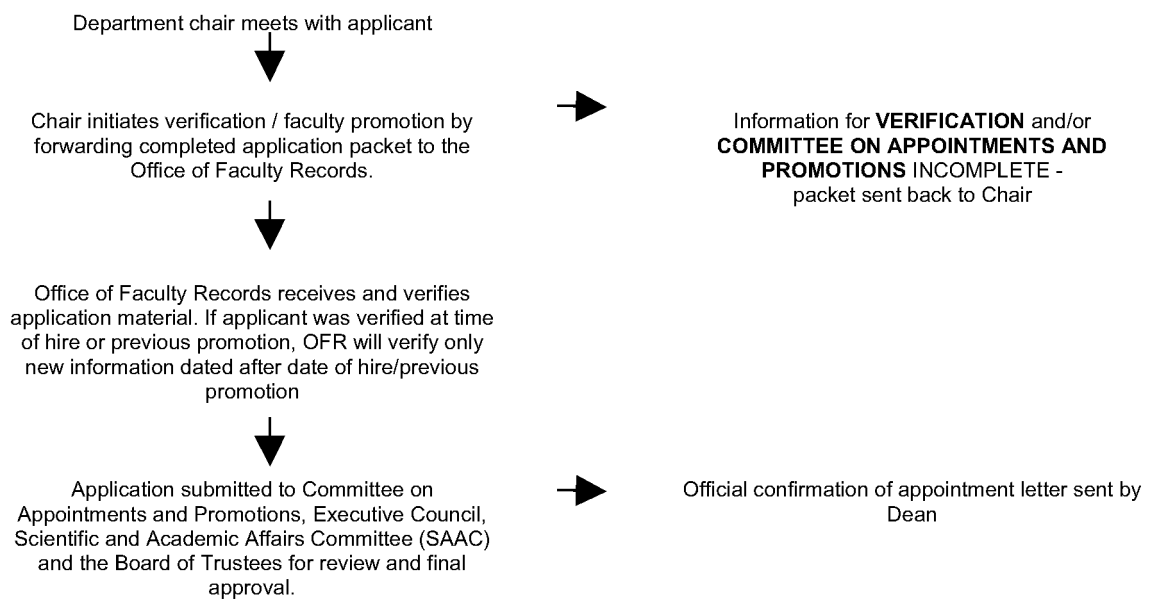 Department chair meets with applicant
Chair initiates verification / faculty promotion by
forwarding completed application packet to the
Office of Faculty Records.
Information for VERIFICATION and/or
COMMITTEE ON APPOINTMENTS AND
PROMOTIONS INCOMPLETE -
packet sent back to Chair
Office of Faculty Records receives and verifies
application material. If applicant was verified at time
of hire or previous promotion, OFR will verify only
new information dated after date of hire/previous
promotion
Application submitted to Committee on
Appointments and Promotions, Executive Council,
Scientific and Academic Affairs Committee (SAAC)
and the Board of Trustees for review and final
approval.
Official confirmation of appointment letter sent by
Dean